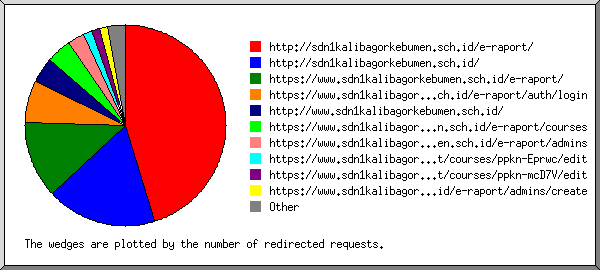 http://sdn1kalibagorkebumen.sch.id/e-raport/
http://sdn1kalibagorkebumen.sch.id/
https://www.sdn1kalibagorkebumen.sch.id/e-raport/
https://www.sdn1kalibagor...ch.id/e-raport/auth/login
http://www.sdn1kalibagorkebumen.sch.id/
https://www.sdn1kalibagor...n.sch.id/e-raport/courses
https://www.sdn1kalibagor...en.sch.id/e-raport/admins
https://www.sdn1kalibagor...t/courses/ppkn-Eprwc/edit
https://www.sdn1kalibagor...t/courses/ppkn-mcD7V/edit
https://www.sdn1kalibagor...id/e-raport/admins/create
Other
The wedges are plotted by the number of redirected requests.